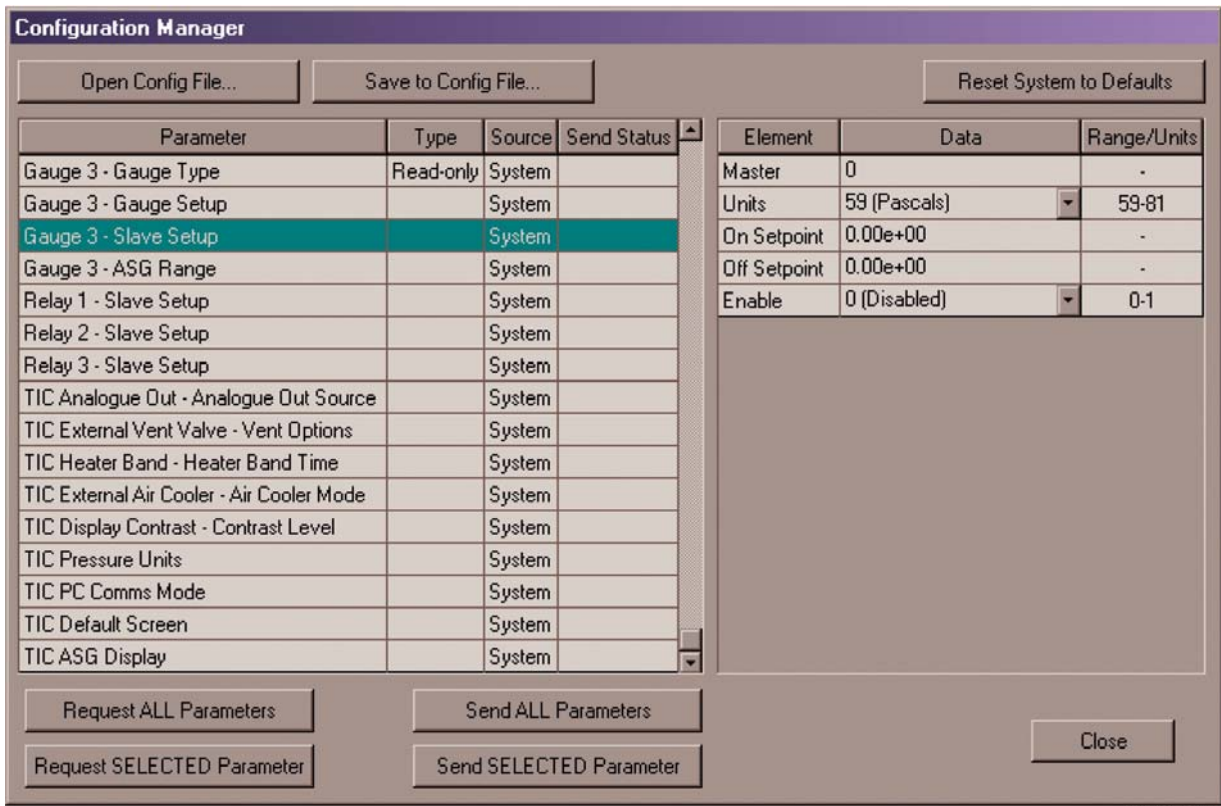 Configuration Manager
Open Config File... Save to Config File... Reset System to Defaults
Parameter Type Source Send Status
Gauge 3 - Gauge Type Read-only System
Gauge 3 - Gauge Setup System
Gauge 3 - Slave Setup System
Gauge 3 - ASG Range System
Relay 1 - Slave Setup System
Relay 2 - Slave Setup System
Relay 3 - Slave Setup System
TIC Analogue Out - Analogue Out Source System
TIC External Vent Valve - Vent Options System
TIC Heater Band - Heater Band Time System
TIC External Air Cooler - Air Cooler Mode System
TIC Display Contrast - Contrast Level System
TIC Pressure Units System
TIC PC Comms Mode System
TIC Default Screen System
TIC ASG Display System
Element Data Range/Units
Master 0 -
Units 59 (Pascals) 59-81
On Setpoint 0.00e+00 -
Off Setpoint 0.00e+00 -
Enable 0 (Disabled) 0-1
Request ALL Parameters Send ALL Parameters
Request SELECTED Parameter Send SELECTED Parameter
Close